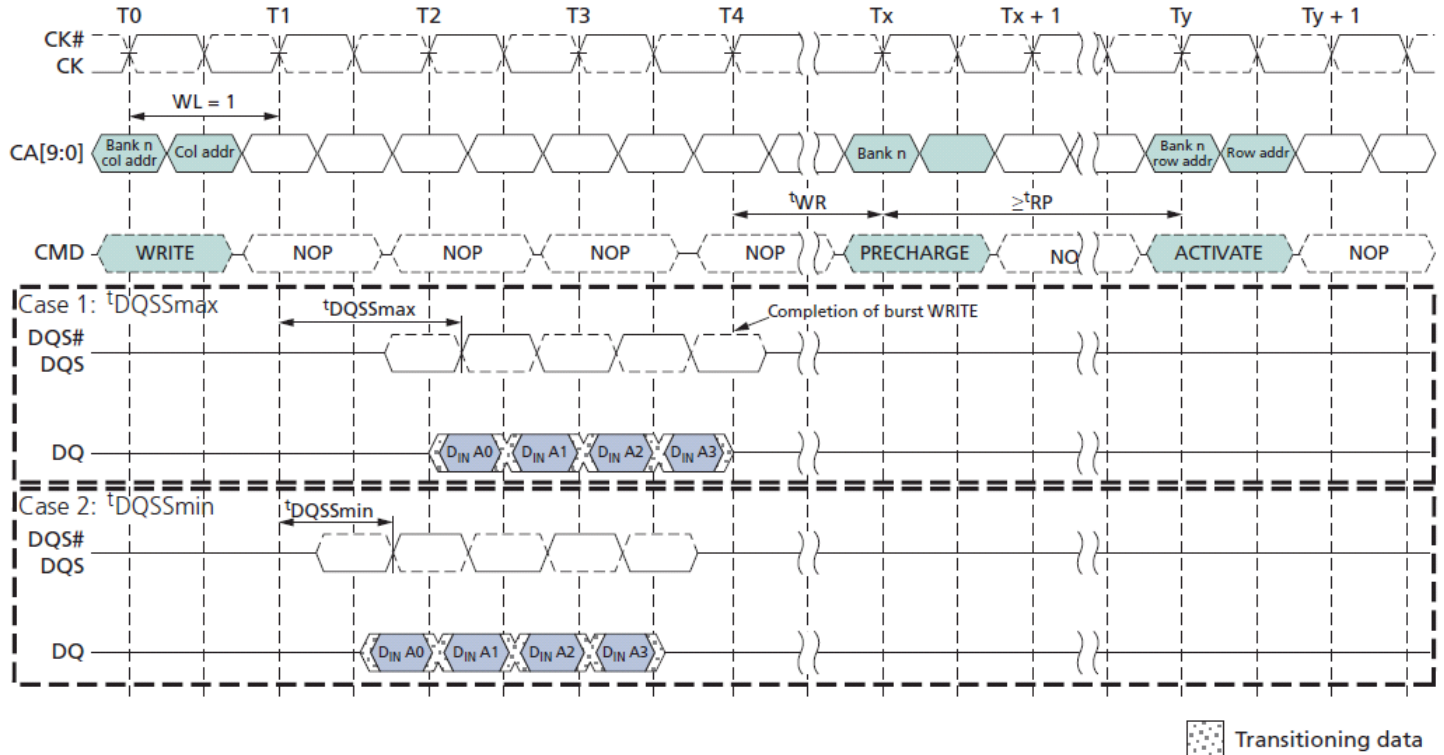 T0 T1 T2 T3 T4 Tx Tx + 1 Ty Ty + 1
CK#
CK
WL = 1
CA[9:0] Bank n col addr Col addr Bank n Bank n row addr Row addr
tWR ≥tRP
CMD WRITE NOP NOP NOP NOP PRECHARGE NO ACTIVATE NOP
Case 1: tDQSSmax
tDQSSmax
Completion of burst WRITE
DQS#
DQS
DQ DIN A0 DIN A1 DIN A2 DIN A3
Case 2: tDQSSmin
tDQSSmin
DQS#
DQS
DQ DIN A0 DIN A1 DIN A2 DIN A3
Transitioning data